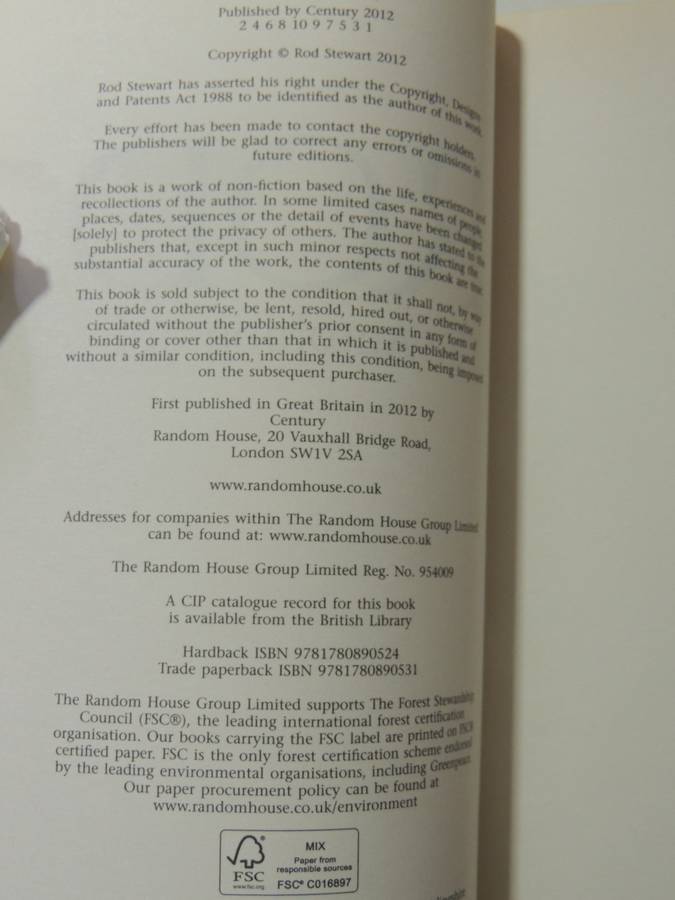 Published by Century 2012
2 4 6 8 10 9 7 5 3 1
Copyright © Rod Stewart 2012
Rod Stewart has asserted his right under the Copyright, Designs
and Patents Act 1988 to be identified as the author of this work.
Every effort has been made to contact the copyright holders.
The publishers will be glad to correct any errors or omissions in
future editions.
This book is a work of non-fiction based on the life, experiences and
recollections of the author. In some limited cases names of people,
places, dates, sequences or the detail of events have been changed
[solely] to protect the privacy of others. The author has stated to the
publishers that, except in such minor respects not affecting the
substantial accuracy of the work, the contents of this book are true.
This book is sold subject to the condition that it shall not, by way
of trade or otherwise, be lent, resold, hired out, or otherwise
circulated without the publisher's prior consent in any form of
binding or cover other than that in which it is published and
without a similar condition, including this condition, being imposed
on the subsequent purchaser.
First published in Great Britain in 2012 by
Century
Random House, 20 Vauxhall Bridge Road,
London SW1V 2SA
www.randomhouse.co.uk
Addresses for companies within The Random House Group Limited
can be found at: www.randomhouse.co.uk
The Random House Group Limited Reg. No. 954009
A CIP catalogue record for this book
is available from the British Library
Hardback ISBN 9781780890524
Trade paperback ISBN 9781780890531
The Random House Group Limited supports The Forest Stewardship
Council (FSC®), the leading international forest certification
organisation. Our books carrying the FSC label are printed on FSC®
certified paper. FSC is the only forest certification scheme endorsed
by the leading environmental organisations, including Greenpeace.
Our paper procurement policy can be found at
www.randomhouse.co.uk/environment
MIX
Paper from
responsible sources
FSC® C016897
FSC
www.fsc.org